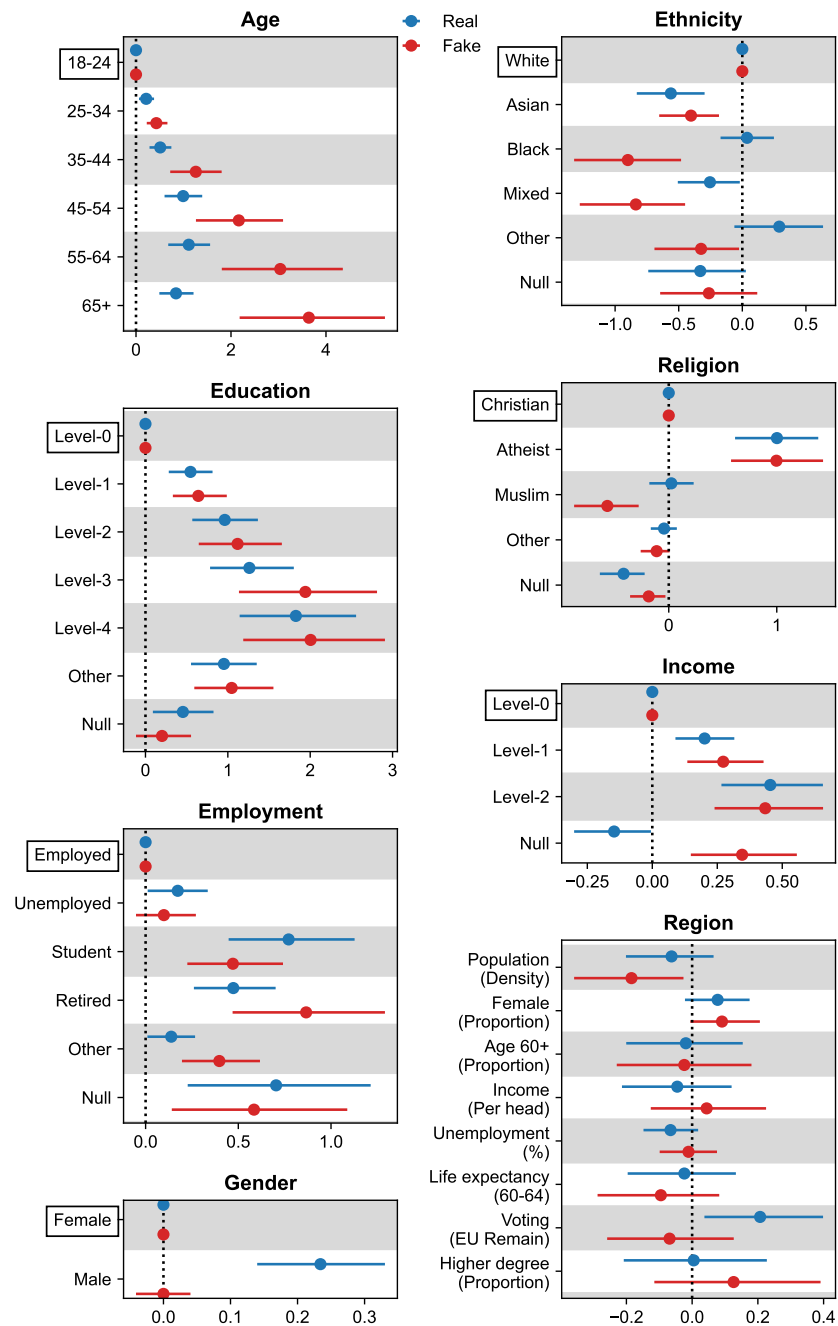 Age
Real
Fake
18-24
25-34
35-44
45-54
55-64
65+
0
2
4
Education
Level-0
Level-1
Level-2
Level-3
Level-4
Other
Null
0
1
2
3
Employment
Employed
Unemployed
Student
Retired
Other
Null
0.0
0.5
1.0
Gender
Female
Male
0.0
0.1
0.2
0.3
Ethnicity
White
Asian
Black
Mixed
Other
Null
−1.0
−0.5
0.0
0.5
Religion
Christian
Atheist
Muslim
Other
Null
0
1
Income
Level-0
Level-1
Level-2
Null
−0.25
0.00
0.25
0.50
Region
Population
(Density)
Female
(Proportion)
Age 60+
(Proportion)
Income
(Per head)
Unemployment
(%)
Life expectancy
(60-64)
Voting
(EU Remain)
Higher degree
(Proportion)
−0.2
0.0
0.2
0.4